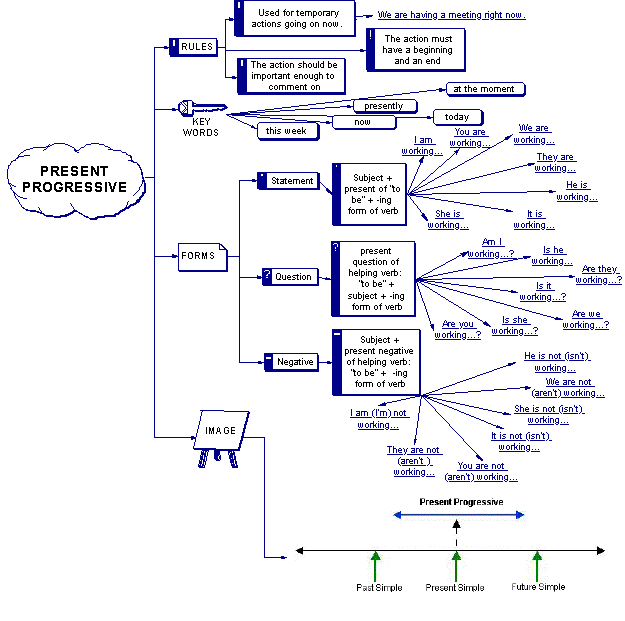 PRESENT
PROGRESSIVE
RULES
Used for temporary
actions going on now.
We are having a meeting right now.
The action must
have a beginning
and an end
The action should be
important enough to
comment on
KEY
WORDS
at the moment
presently
today
now
this week
FORMS
Statement
Subject +
present of "to
be" + -ing
form of verb
I am
working...
You are
working...
We are
working...
They are
working...
He is
working...
It is
working...
She is
working...
?
Question
?
present
question of
helping verb:
"to be" +
subject + -ing
form of verb
Am I
working...?
Is he
working...?
Are they
working...?
Is it
working...?
Are we
working...?
Is she
working...?
Are you
working...?
Negative
Subject +
present negative
of helping verb:
"to be" + -ing
form of verb
He is not (isn't)
working...
We are not
(aren't) working...
She is not (isn't)
working...
It is not (isn't)
working...
You are not
(aren't) working...
They are not
(aren't )
working...
I am (I'm) not
working...
IMAGE
Present Progressive
Past Simple
Present Simple
Future Simple